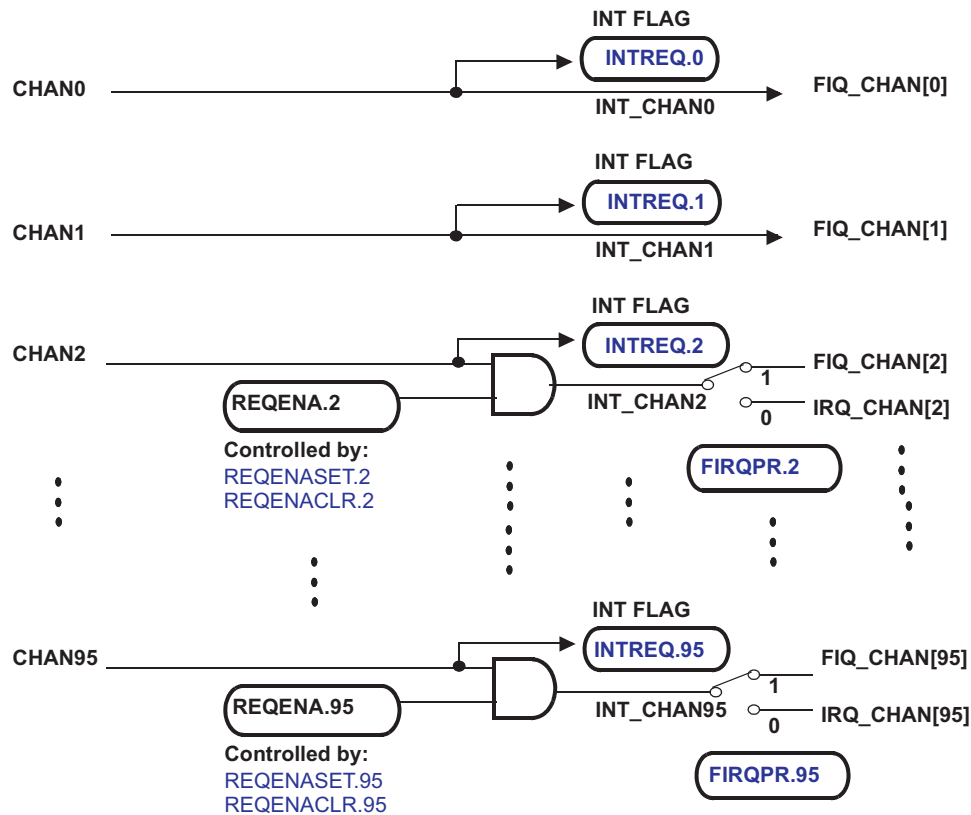 INT FLAG
INTREQ.0
CHAN0
FIQ_CHAN[0]
INT_CHAN0
INT FLAG
INTREQ.1
CHAN1
FIQ_CHAN[1]
INT_CHAN1
INT FLAG
INTREQ.2
CHAN2
FIQ_CHAN[2]
1
REQENA.2
INT_CHAN2
IRQ_CHAN[2]
0
Controlled by:
REQENASET.2
REQENACLR.2
FIRQPR.2
INT FLAG
INTREQ.95
CHAN95
FIQ_CHAN[95]
1
REQENA.95
INT_CHAN95
IRQ_CHAN[95]
0
Controlled by:
REQENASET.95
REQENACLR.95
FIRQPR.95